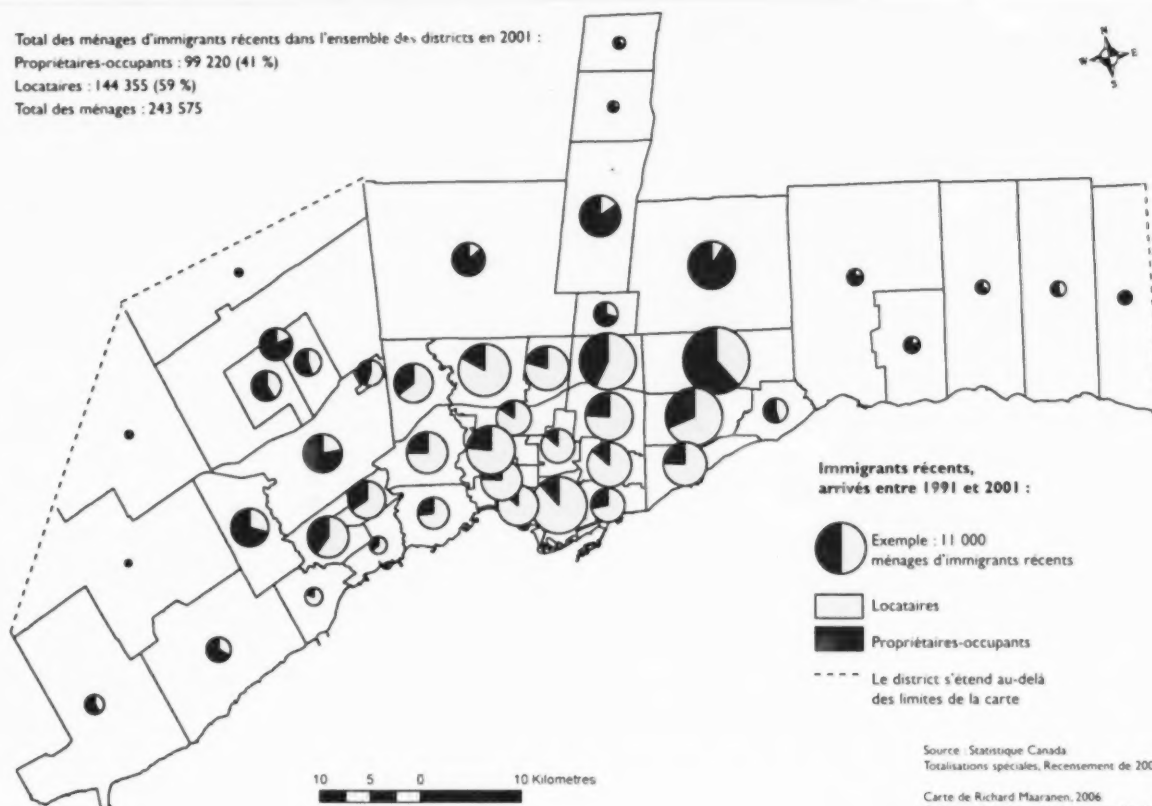 Total des ménages d'immigrants récents dans l'ensemble des districts en 2001 :
Propriétaires-occupants : 99 220 (41 %)
Locataires : 144 355 (59 %)
Total des ménages : 243 575
N
W E
S
Immigrants récents,
arrivés entre 1991 et 2001 :
Exemple : 11 000
ménages d'immigrants récents
Locataires
Propriétaires-occupants
Le district s'étend au-delà
des limites de la carte
10 5 0 10 Kilometres
Source : Statistique Canada
Totalisations spéciales, Recensement de 200
Carte de Richard Maaranen, 2006